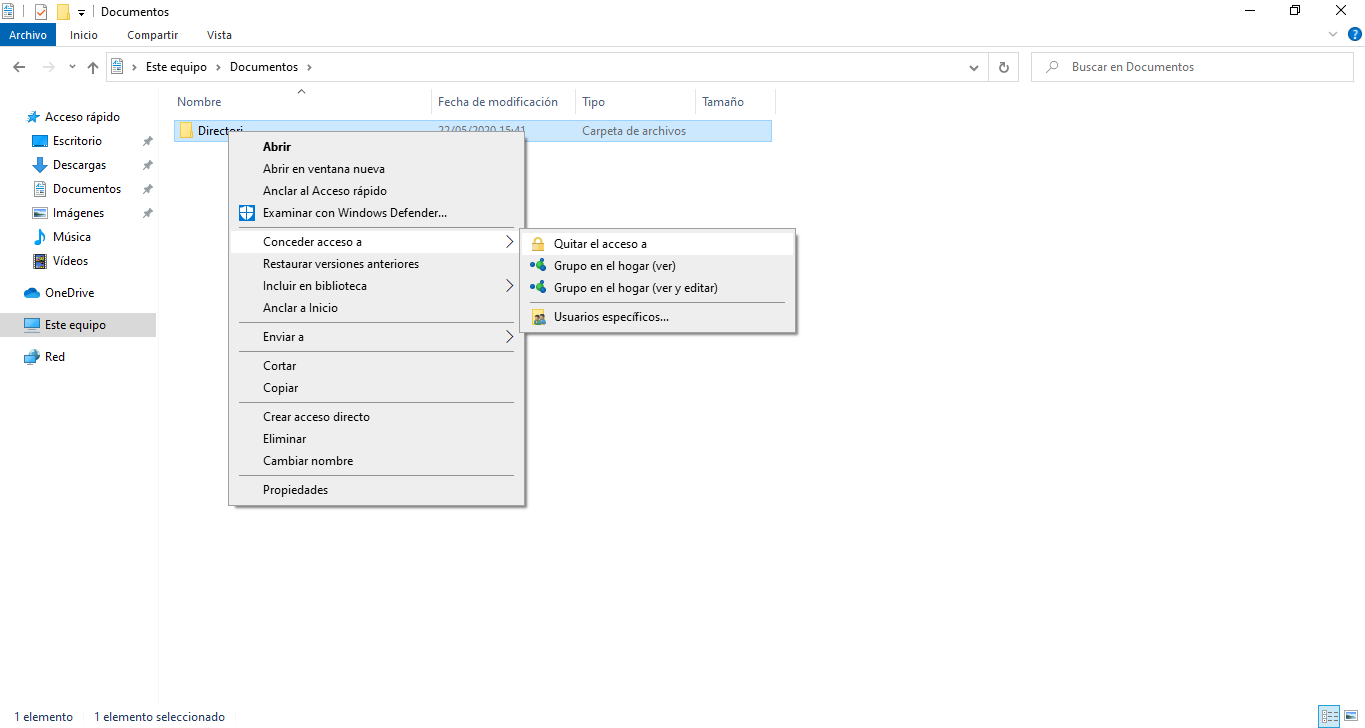 Documentos
Archivo Inicio Compartir Vista
Este equipo Documentos
Buscar en Documentos
Nombre Fecha de modificación Tipo Tamaño
Directori 22/05/2020 15:41 Carpeta de archivos
Acceso rápido
Escritorio
Descargas
Documentos
Imágenes
Música
Vídeos
OneDrive
Este equipo
Red
Abrir
Abrir en ventana nueva
Anclar al Acceso rápido
Examinar con Windows Defender...
Conceder acceso a
Restaurar versiones anteriores
Incluir en biblioteca
Anclar a Inicio
Enviar a
Cortar
Copiar
Crear acceso directo
Eliminar
Cambiar nombre
Propiedades
Quitar el acceso a
Grupo en el hogar (ver)
Grupo en el hogar (ver y editar)
Usuarios específicos...
1 elemento 1 elemento seleccionado